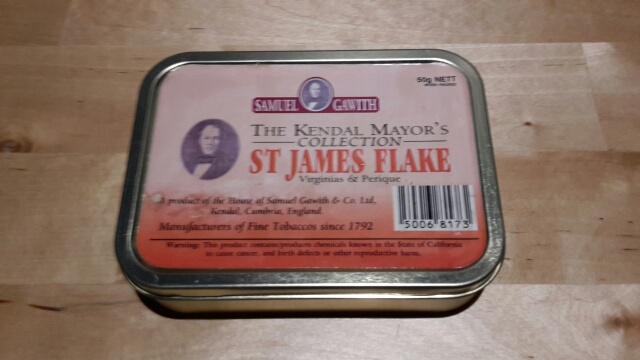 50g NETT
SAMUEL GAWITH
THE KENDAL MAYOR'S
COLLECTION
ST JAMES FLAKE
Virginias & Perique
A product of the House of Samuel Gawith & Co. Ltd,
Kendal, Cumbria, England.
Manufacturers of Fine Tobaccos since 1792
5006 8173
Warning: This product contains/produces chemicals known to the State of California
to cause cancer, and birth defects or other reproductive harm.